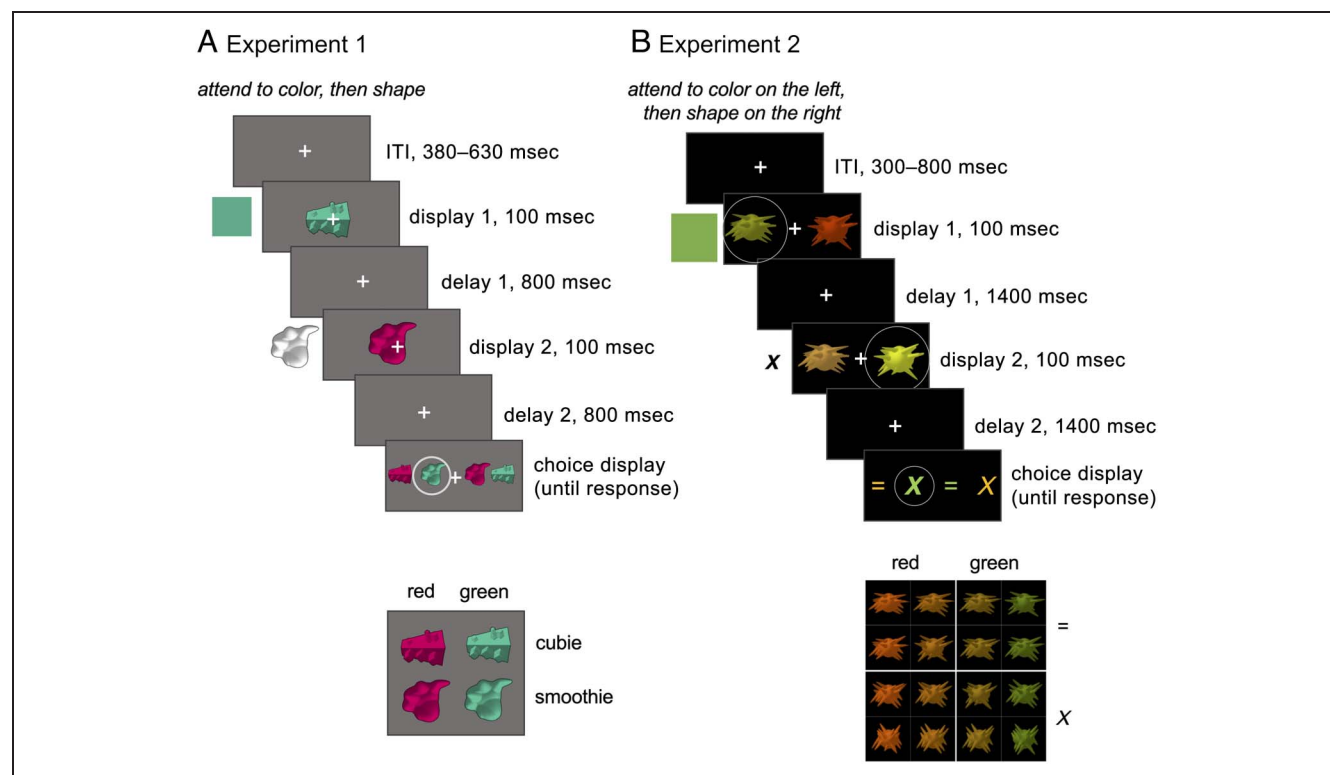 A Experiment 1
attend to color, then shape
ITI, 380–630 msec
display 1, 100 msec
delay 1, 800 msec
display 2, 100 msec
delay 2, 800 msec
choice display
(until response)
red green
cubie
smoothie
B Experiment 2
attend to color on the left,
then shape on the right
ITI, 300–800 msec
display 1, 100 msec
delay 1, 1400 msec
X
display 2, 100 msec
delay 2, 1400 msec
= X = X
choice display
(until response)
red green
=
X